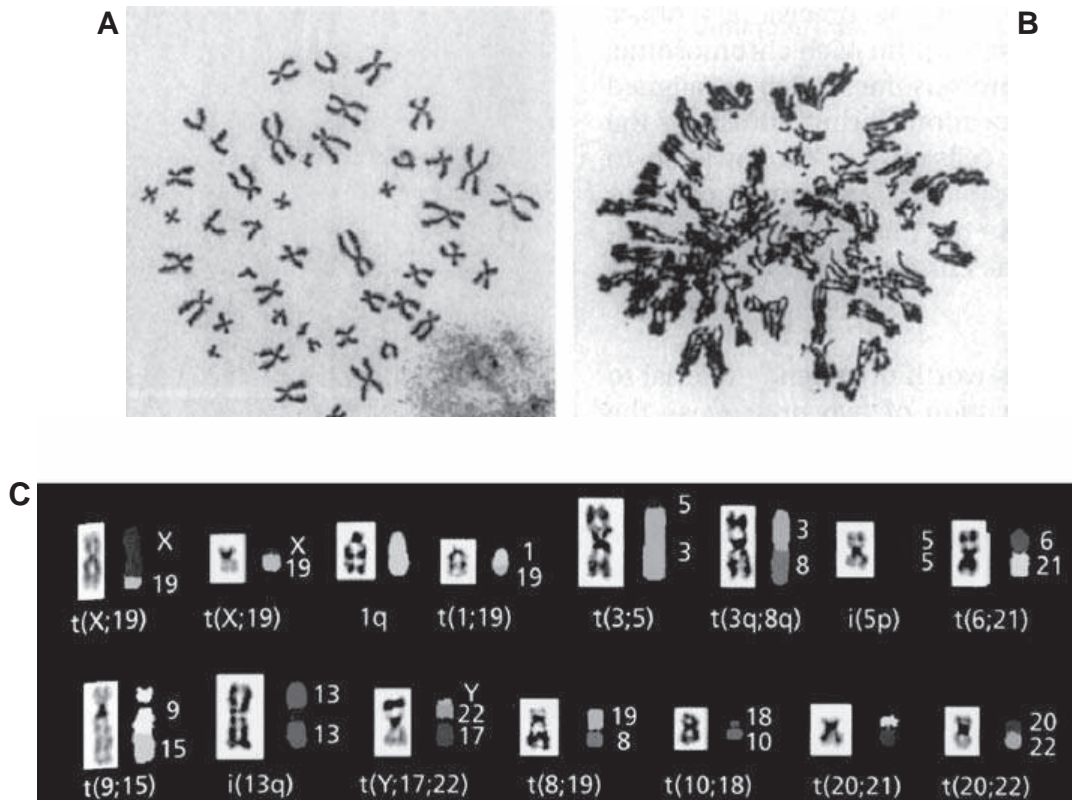 A
B
C
X
19
t(X;19)
X
19
t(X;19)
1q
1
19
t(1;19)
5
3
t(3;5)
3
8
t(3q;8q)
5
5
i(5p)
6
21
t(6;21)
9
15
t(9;15)
13
13
i(13q)
Y
22
17
t(Y;17;22)
19
8
t(8;19)
18
10
t(10;18)
t(20;21)
20
22
t(20;22)